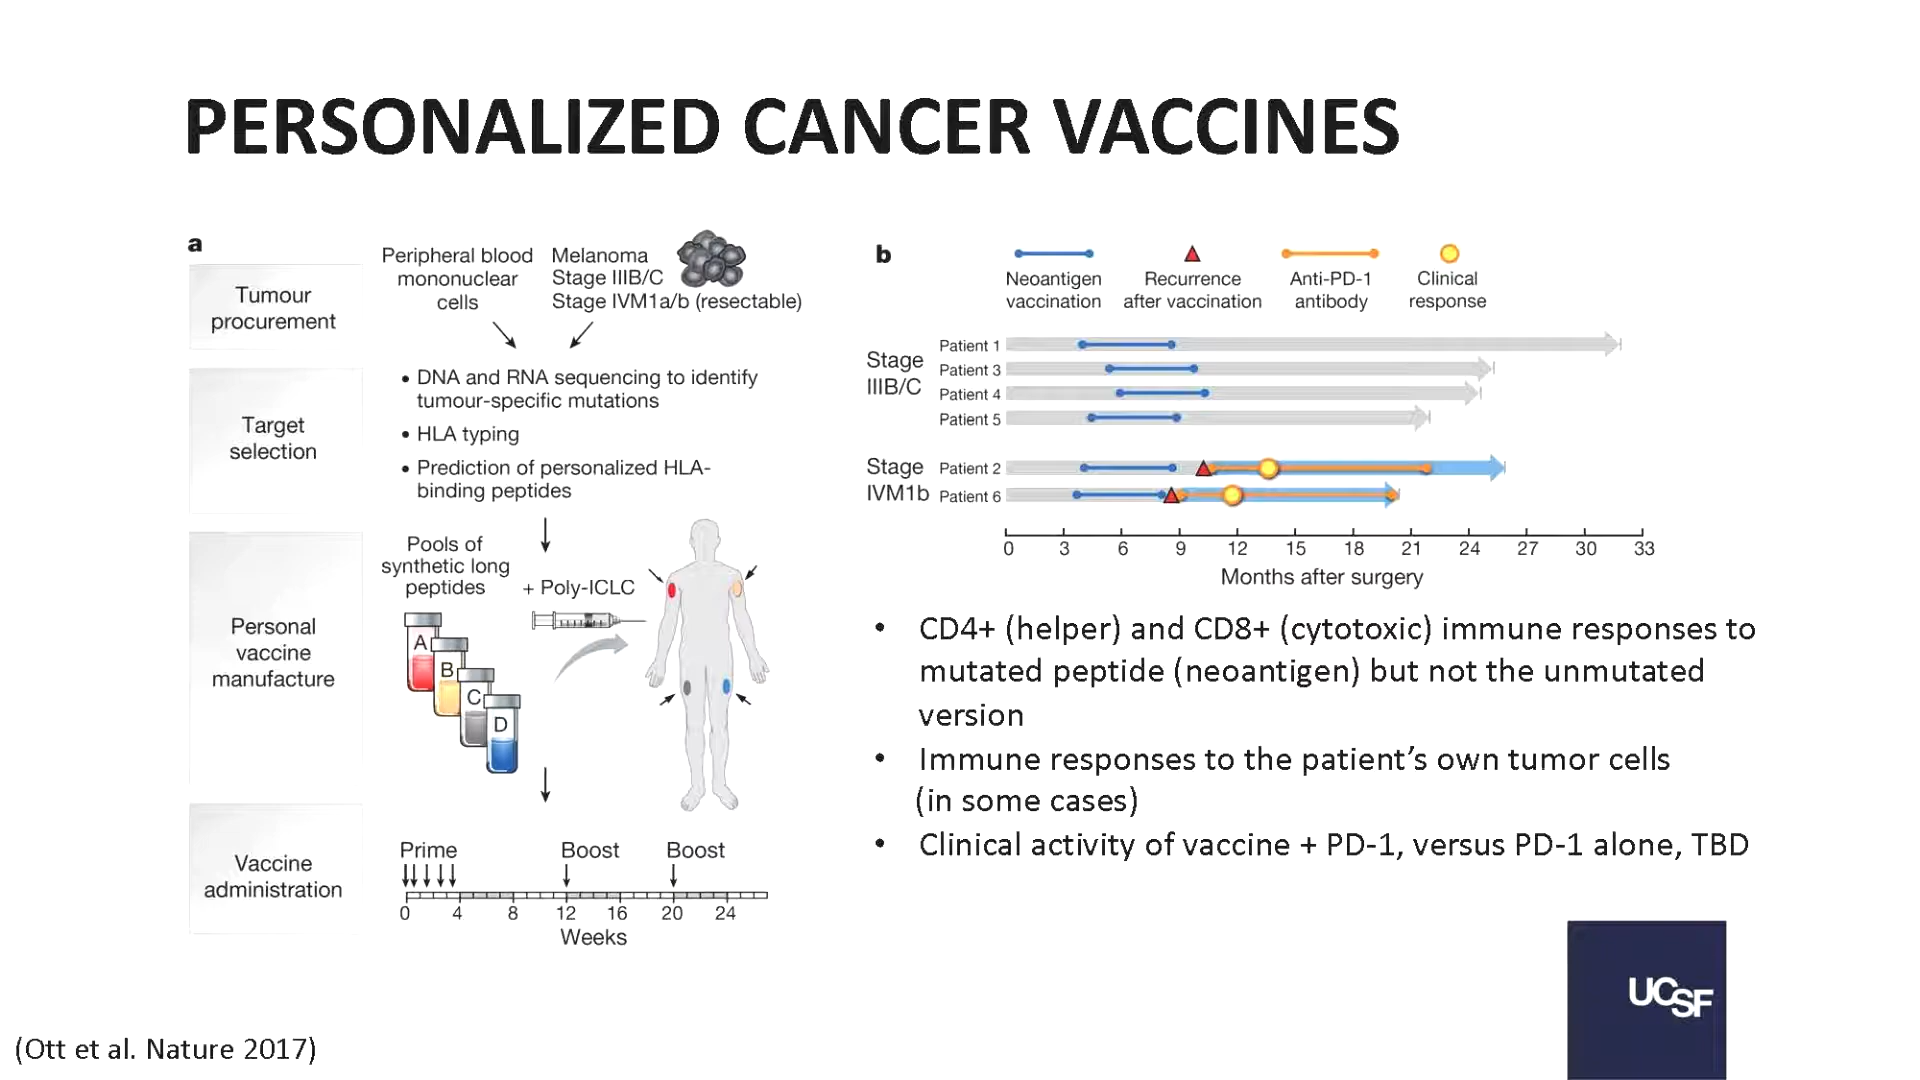 PERSONALIZED CANCER VACCINES
a
Tumour
procurement
Peripheral blood
mononuclear
cells
Melanoma
Stage IIIB/C
Stage IVM1a/b (resectable)
Target
selection
• DNA and RNA sequencing to identify
tumour-specific mutations
• HLA typing
• Prediction of personalized HLA-
binding peptides
Personal
vaccine
manufacture
Pools of
synthetic long
peptides
+ Poly-ICLC
A
B
C
D
Vaccine
administration
Prime Boost Boost
0 4 8 12 16 20 24
Weeks
b
Neoantigen
vaccination
Recurrence
after vaccination
Anti-PD-1
antibody
Clinical
response
Stage
IIIB/C
Patient 1
Patient 3
Patient 4
Patient 5
Stage
IVM1b
Patient 2
Patient 6
0 3 6 9 12 15 18 21 24 27 30 33
Months after surgery
• CD4+ (helper) and CD8+ (cytotoxic) immune responses to
mutated peptide (neoantigen) but not the unmutated
version
• Immune responses to the patient’s own tumor cells
(in some cases)
• Clinical activity of vaccine + PD-1, versus PD-1 alone, TBD
UCSF
(Ott et al. Nature 2017)